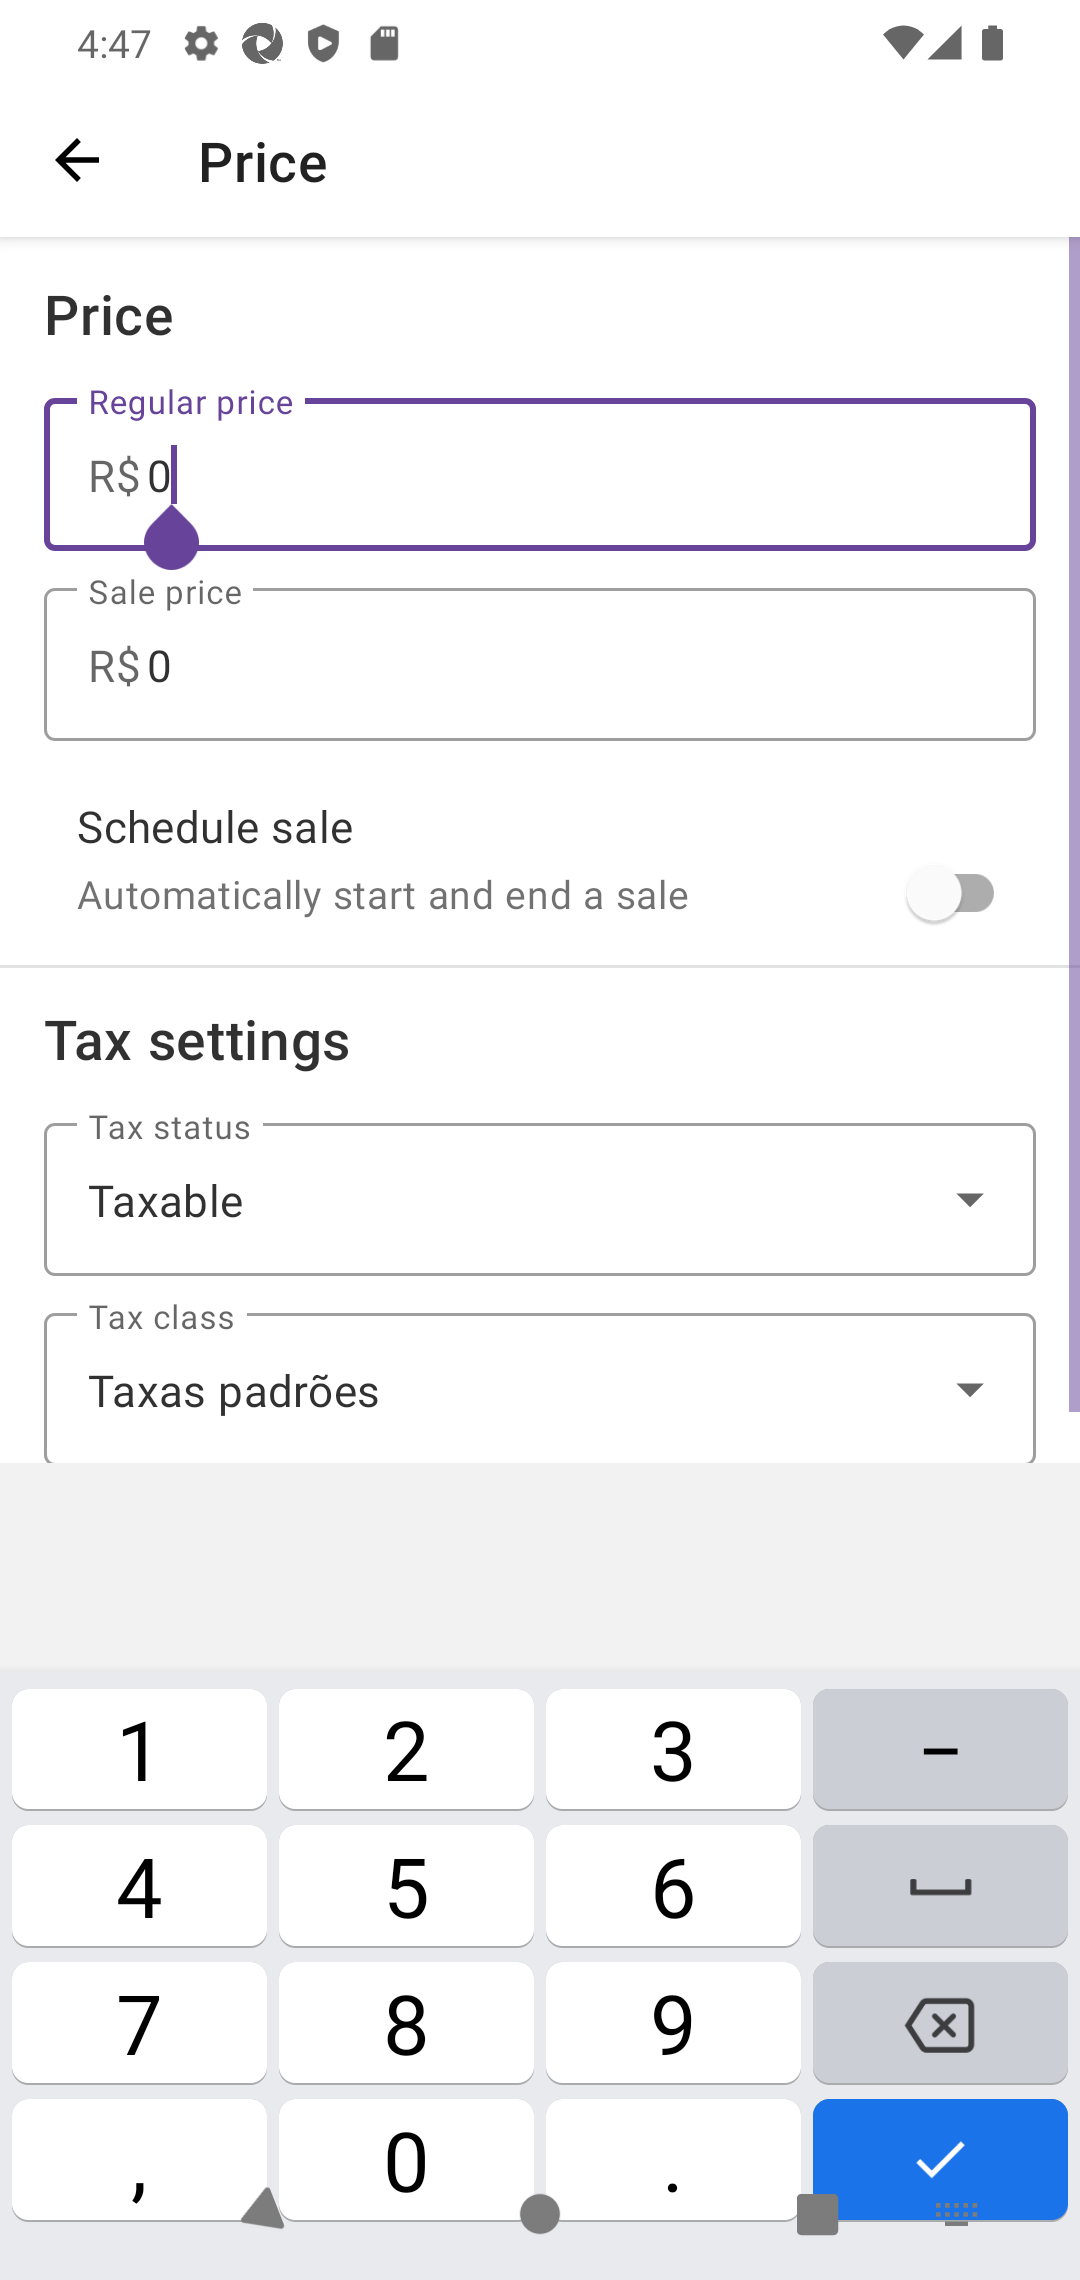 4:47
Price
Price
Regular price
R$ 0
Sale price
R$ 0
Schedule sale
Automatically start and end a sale
Tax settings
Tax status
Taxable
Tax class
Taxas padrões
1 2 3 –
4 5 6
7 8 9
, 0 .